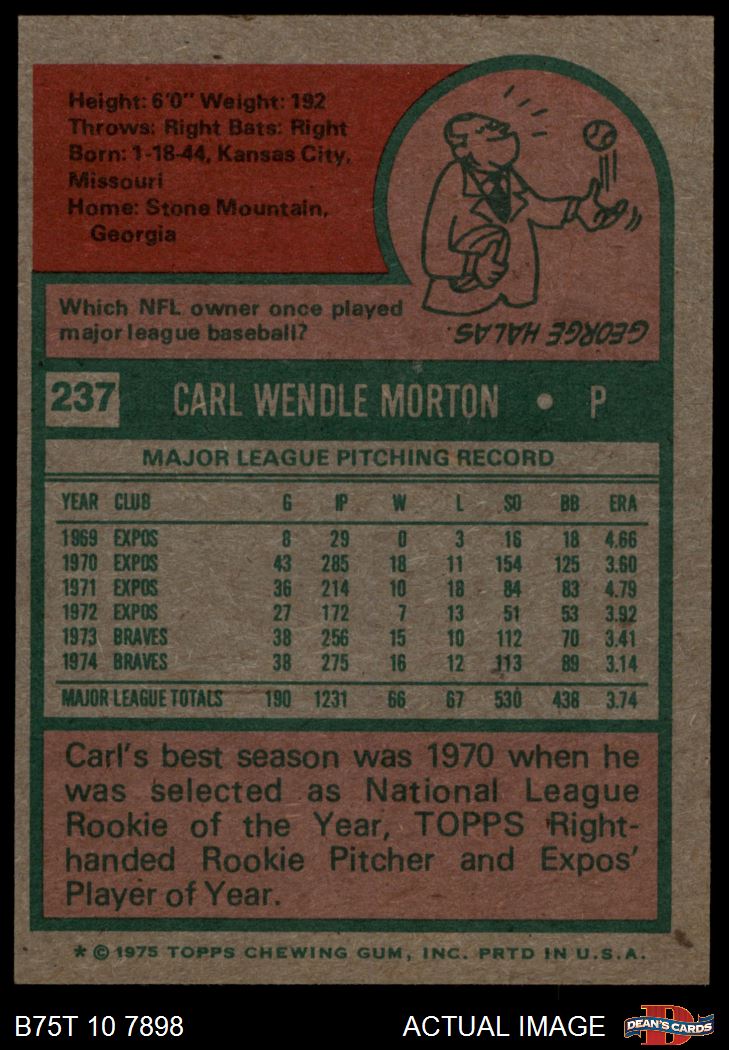 Height: 6'0" Weight: 192
Throws: Right Bats: Right
Born: 1-18-44, Kansas City,
Missouri
Home: Stone Mountain,
Georgia
Which NFL owner once played
major league baseball?
GEORGE HALAS.
237 CARL WENDLE MORTON • P
MAJOR LEAGUE PITCHING RECORD
YEAR CLUB G IP W L SO BB ERA
1969 EXPOS 8 29 0 3 16 18 4.66
1970 EXPOS 43 285 18 11 154 125 3.60
1971 EXPOS 36 214 10 18 84 83 4.79
1972 EXPOS 27 172 7 13 51 53 3.92
1973 BRAVES 38 256 15 10 112 70 3.41
1974 BRAVES 38 275 16 12 113 89 3.14
MAJOR LEAGUE TOTALS 190 1231 66 67 530 438 3.74
Carl's best season was 1970 when he
was selected as National League
Rookie of the Year, TOPPS Right-
handed Rookie Pitcher and Expos'
Player of Year.
* © 1975 TOPPS CHEWING GUM, INC. PRTD IN U.S.A.
B75T 10 7898 ACTUAL IMAGE DEAN'S CARDS